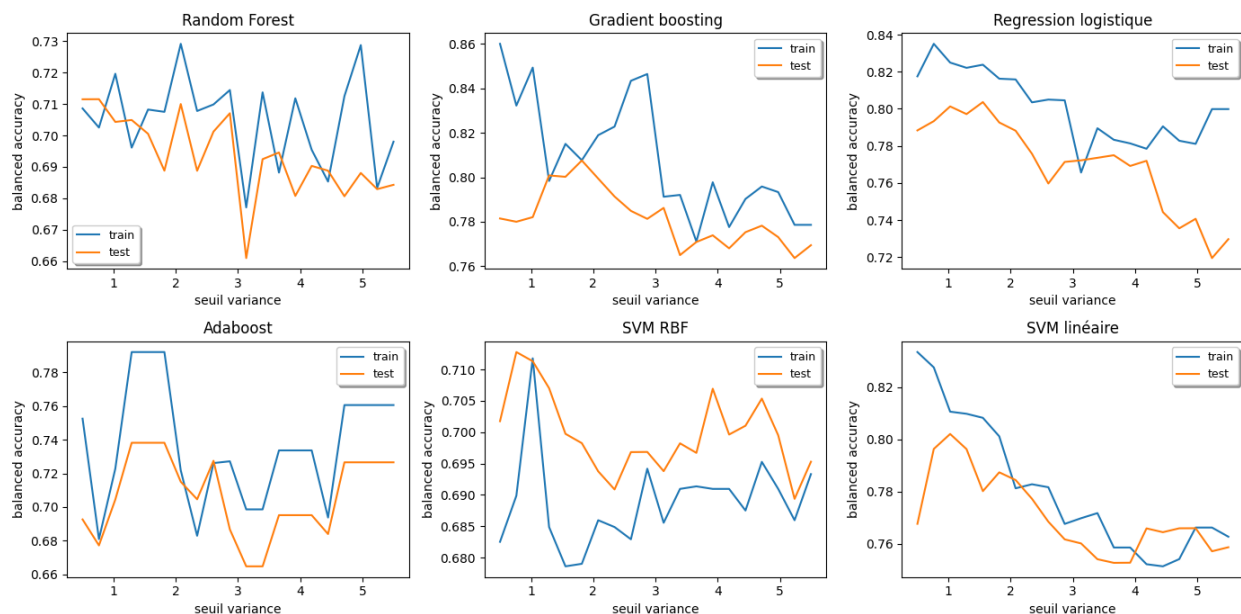 Random Forest
0.73
0.72
0.71
0.70
0.69
0.68
0.67
0.66
balanced accuracy
train
test
1 2 3 4 5
seuil variance
Gradient boosting
0.86
0.84
0.82
0.80
0.78
0.76
balanced accuracy
train
test
1 2 3 4 5
seuil variance
Regression logistique
0.84
0.82
0.80
0.78
0.76
0.74
0.72
balanced accuracy
train
test
1 2 3 4 5
seuil variance
Adaboost
0.78
0.76
0.74
0.72
0.70
0.68
0.66
balanced accuracy
train
test
1 2 3 4 5
seuil variance
SVM RBF
0.710
0.705
0.700
0.695
0.690
0.685
0.680
balanced accuracy
train
test
1 2 3 4 5
seuil variance
SVM linéaire
0.82
0.80
0.78
0.76
balanced accuracy
train
test
1 2 3 4 5
seuil variance